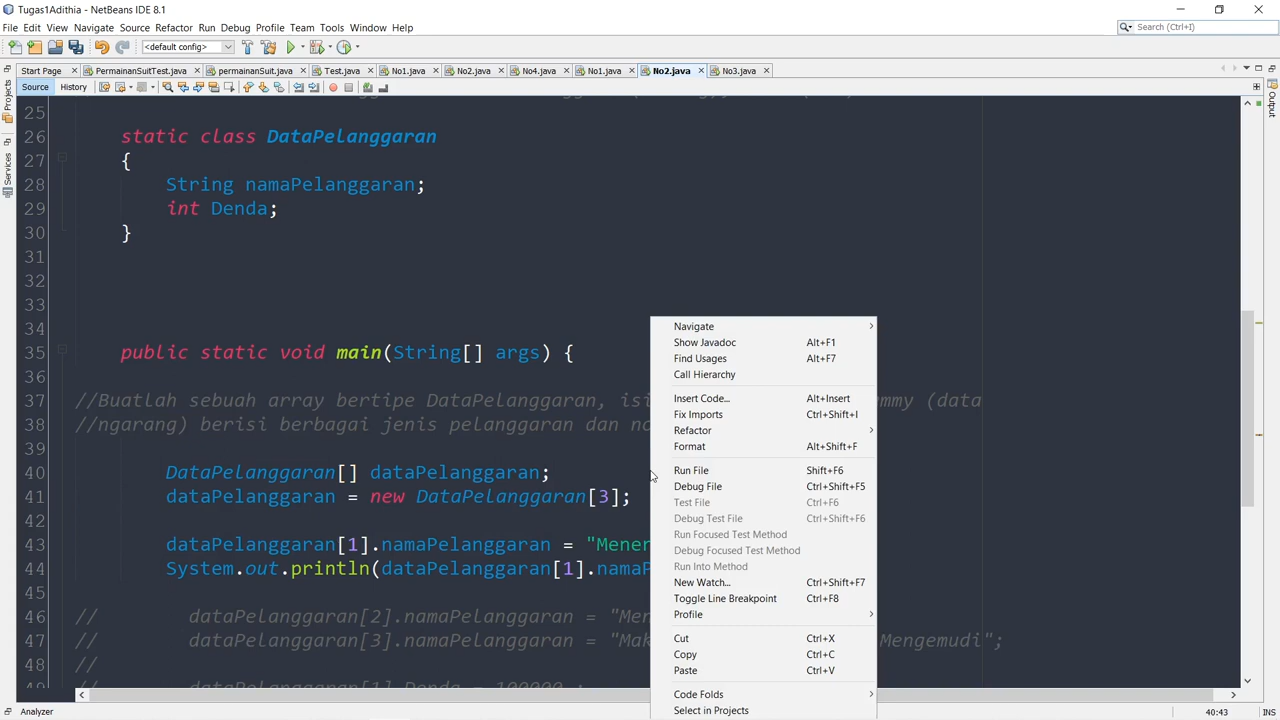 Tugas1Adithia - NetBeans IDE 8.1
File Edit View Navigate Source Refactor Run Debug Profile Team Tools Window Help
Search (Ctrl+I)
<default config>
Start Page PermainanSuitTest.java permainanSuit.java Test.java No1.java No2.java No4.java No1.java No2.java No3.java
Source History
Projects
Services
Output
25
26 static class DataPelanggaran
27 {
28 String namaPelanggaran;
29 int Denda;
30 }
31
32
33
34
35 public static void main(String[] args) {
36
37 //Buatlah sebuah array bertipe DataPelanggaran, isi mmy (data
38 //ngarang) berisi berbagai jenis pelanggaran dan no
39
40 DataPelanggaran[] dataPelanggaran;
41 dataPelanggaran = new DataPelanggaran[3];
42
43 dataPelanggaran[1].namaPelanggaran = "Mener
44 System.out.println(dataPelanggaran[1].namaP
45
46 // dataPelanggaran[2].namaPelanggaran = "Men
47 // dataPelanggaran[3].namaPelanggaran = "Mak Mengemudi";
48 //
dataPelanggaran[1].Denda = 100000 ;
Navigate
Show Javadoc Alt+F1
Find Usages Alt+F7
Call Hierarchy
Insert Code... Alt+Insert
Fix Imports Ctrl+Shift+I
Refactor
Format Alt+Shift+F
Run File Shift+F6
Debug File Ctrl+Shift+F5
Test File Ctrl+F6
Debug Test File Ctrl+Shift+F6
Run Focused Test Method
Debug Focused Test Method
Run Into Method
New Watch... Ctrl+Shift+F7
Toggle Line Breakpoint Ctrl+F8
Profile
Cut Ctrl+X
Copy Ctrl+C
Paste Ctrl+V
Code Folds
Select in Projects
Analyzer
40:43 INS